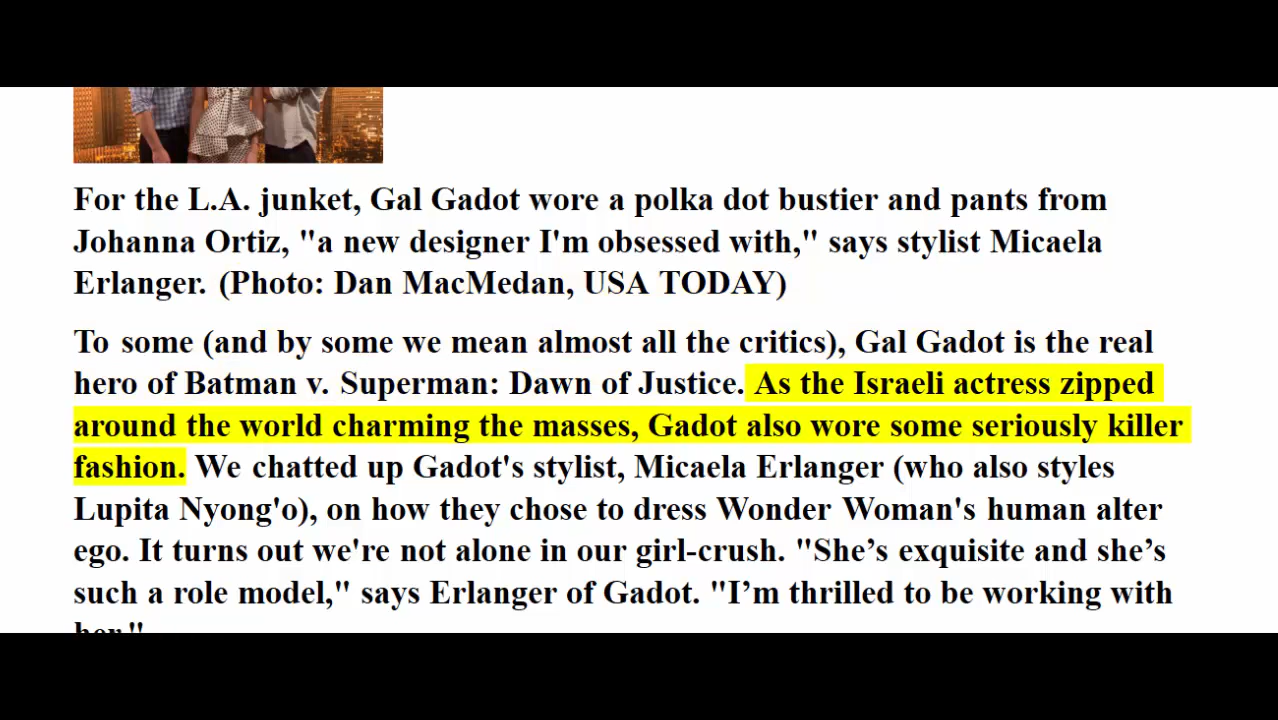 For the L.A. junket, Gal Gadot wore a polka dot bustier and pants from
Johanna Ortiz, "a new designer I'm obsessed with," says stylist Micaela
Erlanger. (Photo: Dan MacMedan, USA TODAY)
To some (and by some we mean almost all the critics), Gal Gadot is the real
hero of Batman v. Superman: Dawn of Justice. As the Israeli actress zipped
around the world charming the masses, Gadot also wore some seriously killer
fashion. We chatted up Gadot's stylist, Micaela Erlanger (who also styles
Lupita Nyong'o), on how they chose to dress Wonder Woman's human alter
ego. It turns out we're not alone in our girl-crush. "She’s exquisite and she’s
such a role model," says Erlanger of Gadot. "I’m thrilled to be working with
her."